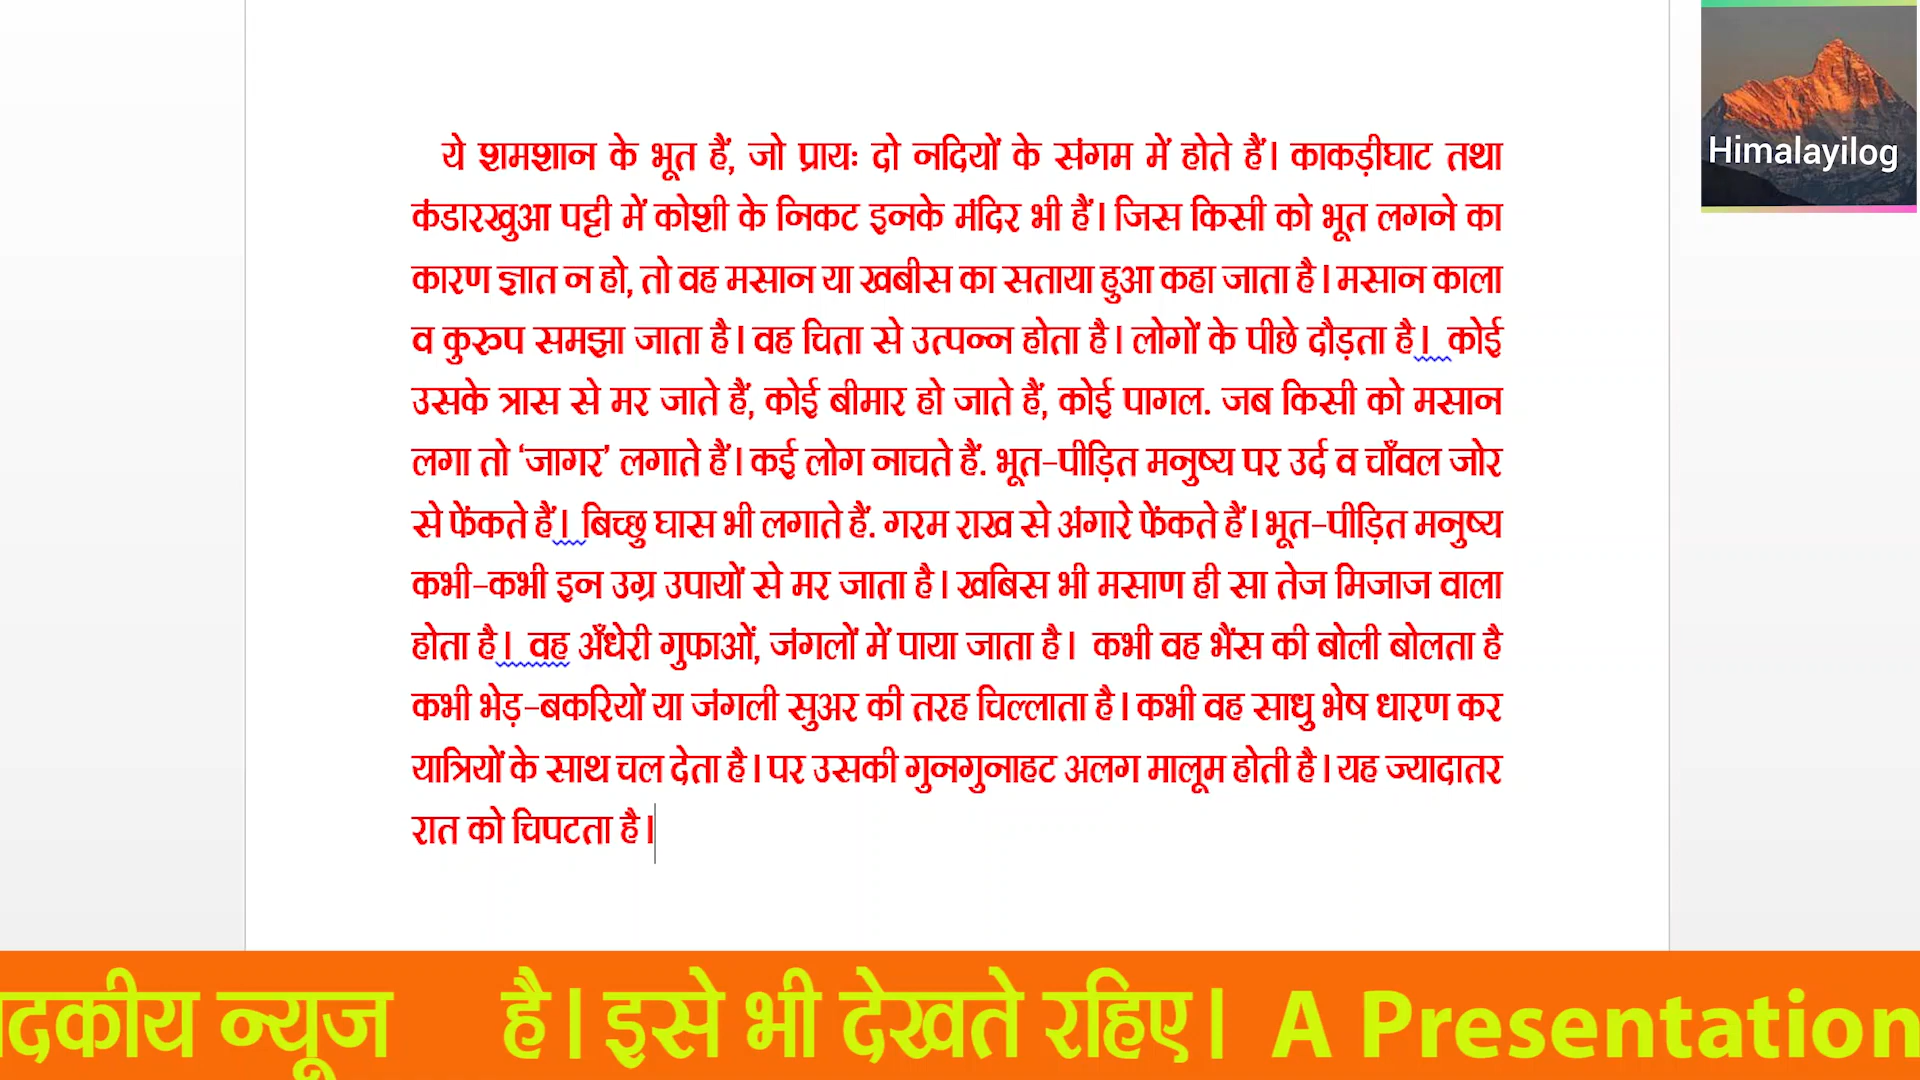 ये शमशान के भूत हैं, जो प्रायः दो नदियों के संगम में होते हैं। काकड़ीघाट तथा
कंडारखुआ पट्टी में कोशी के निकट इनके मंदिर भी हैं। जिस किसी को भूत लगने का
कारण ज्ञात न हो, तो वह मसान या खबीस का सताया हुआ कहा जाता है। मसान काला
व कुरुप समझा जाता है। वह चिता से उत्पन्न होता है। लोगों के पीछे दौड़ता है। कोई
उसके त्रास से मर जाते हैं, कोई बीमार हो जाते हैं, कोई पागल. जब किसी को मसान
लगा तो ‘जागर’ लगाते हैं। कई लोग नाचते हैं. भूत-पीड़ित मनुष्य पर उर्द व चाँवल जोर
से फेंकते हैं। बिच्छु घास भी लगाते हैं. गरम राख से अंगारे फेंकते हैं। भूत-पीड़ित मनुष्य
कभी-कभी इन उग्र उपायों से मर जाता है। खबिस भी मसाण ही सा तेज मिजाज वाला
होता है। वह अँधेरी गुफाओं, जंगलों में पाया जाता है। कभी वह भैंस की बोली बोलता है
कभी भेड़-बकरियों या जंगली सुअर की तरह चिल्लाता है। कभी वह साधु भेष धारण कर
यात्रियों के साथ चल देता है। पर उसकी गुनगुनाहट अलग मालूम होती है। यह ज्यादातर
रात को चिपटता है।
Himalayilog
दकीय न्यूज है। इसे भी देखते रहिए। A Presentation